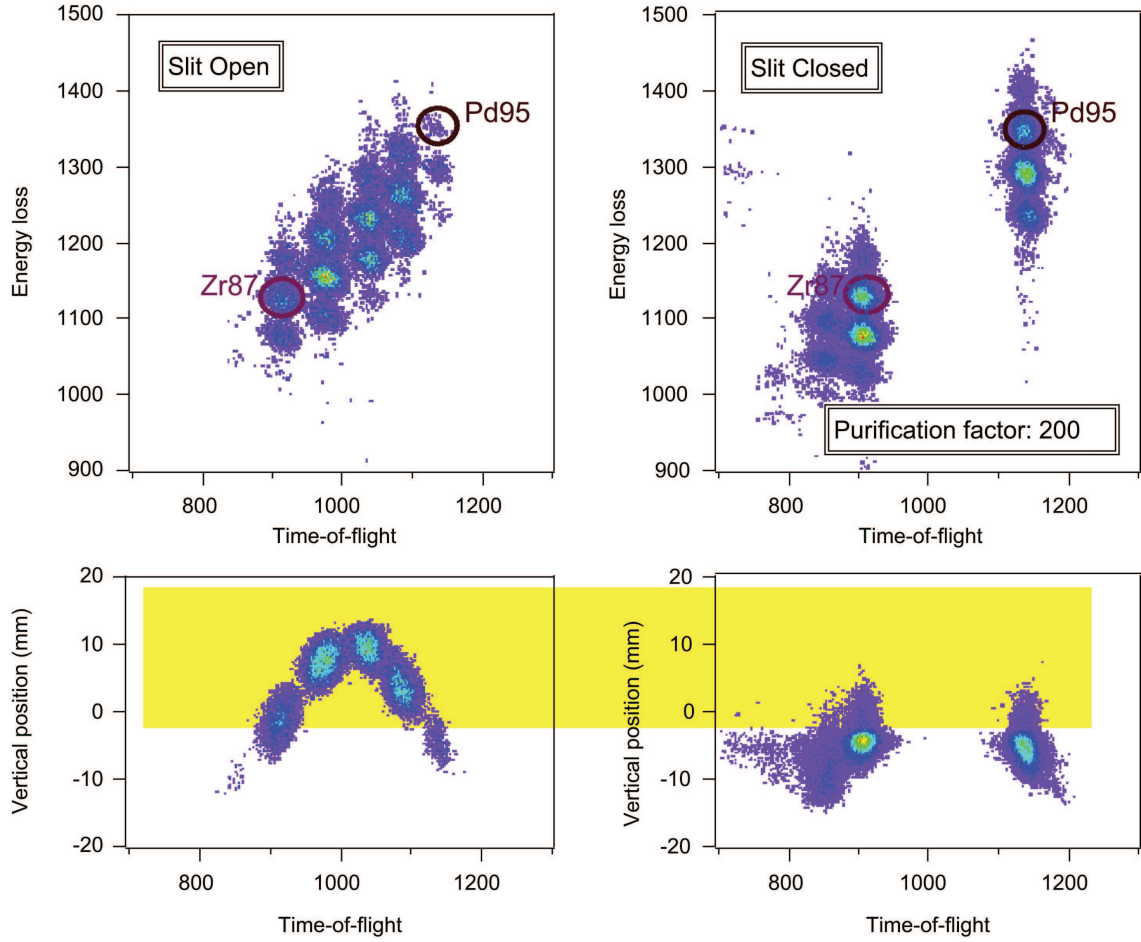 1500
1400
1300
1200
1100
1000
900
Energy loss
Slit Open
Pd95
Zr87
800
1000
1200
Time-of-flight
1500
1400
1300
1200
1100
1000
900
Energy loss
Slit Closed
Pd95
Zr87
Purification factor: 200
800
1000
1200
Time-of-flight
20
10
0
-10
-20
Vertical position (mm)
800
1000
1200
Time-of-flight
20
10
0
-10
-20
Vertical position (mm)
800
1000
1200
Time-of-flight